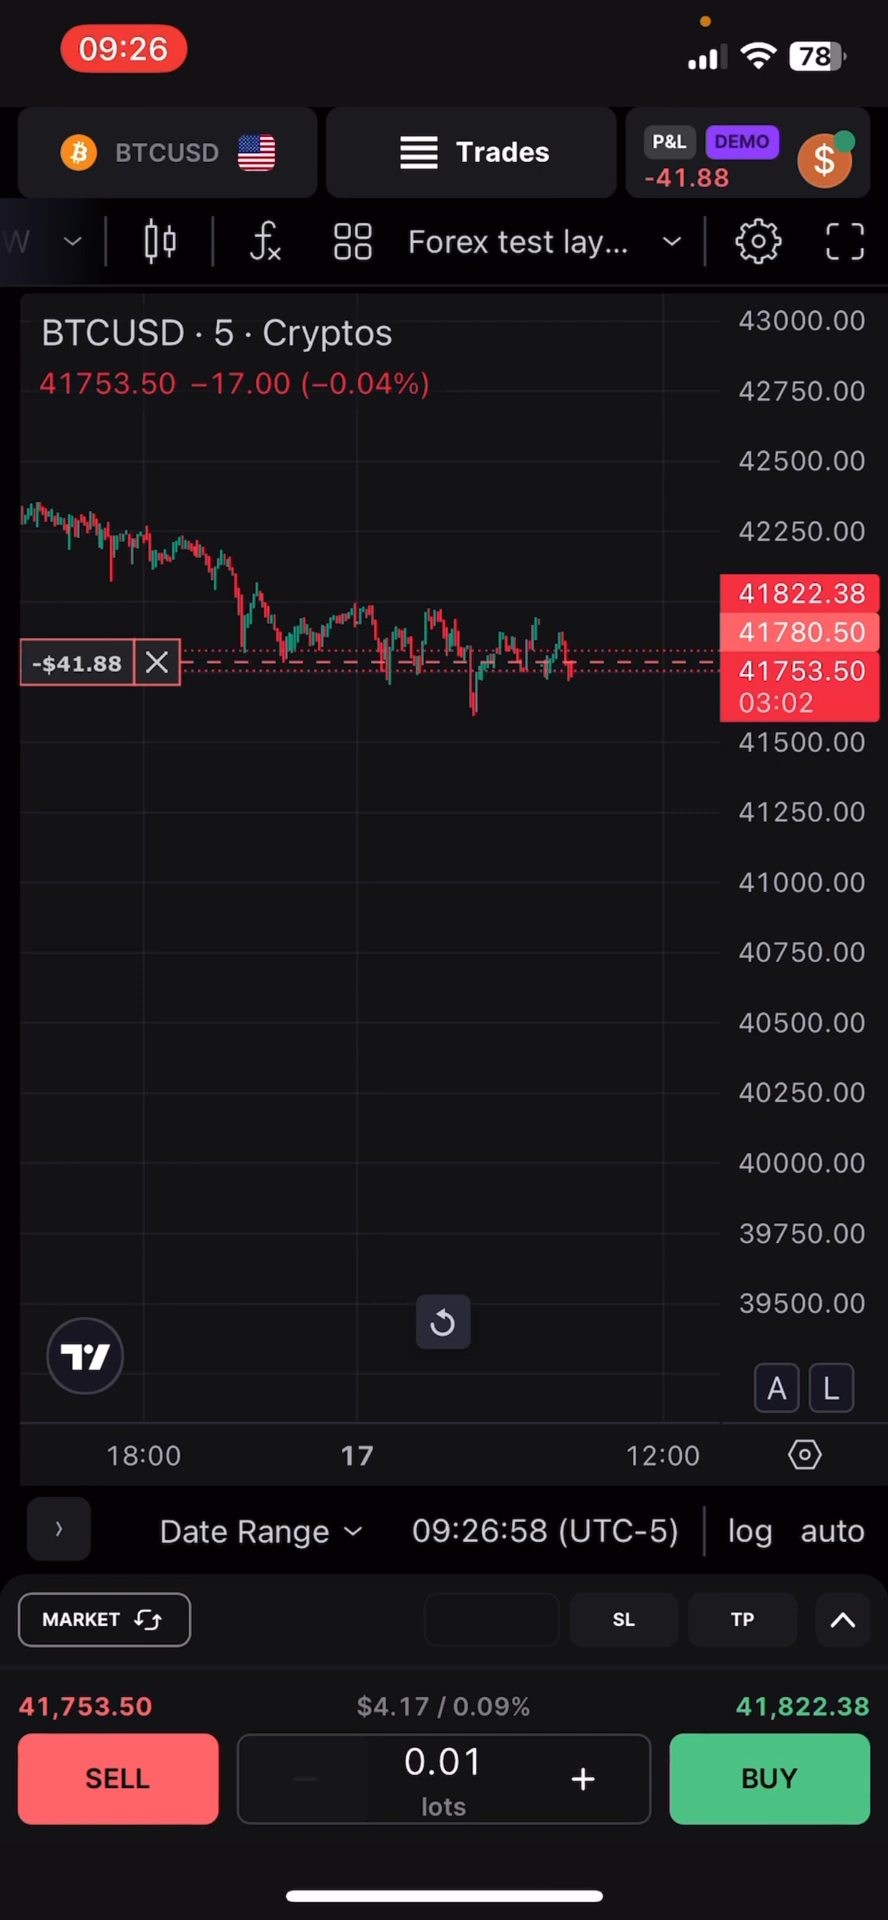 09:26
78
BTCUSD
Trades
P&L DEMO
-41.88
$
W
Forex test lay...
BTCUSD · 5 · Cryptos
41753.50 −17.00 (−0.04%)
43000.00
42750.00
42500.00
42250.00
41822.38
41780.50
41753.50
03:02
-$41.88
41500.00
41250.00
41000.00
40750.00
40500.00
40250.00
40000.00
39750.00
39500.00
A L
18:00 17 12:00
Date Range 09:26:58 (UTC-5) log auto
MARKET SL TP
41,753.50 $4.17 / 0.09% 41,822.38
SELL 0.01 BUY
lots